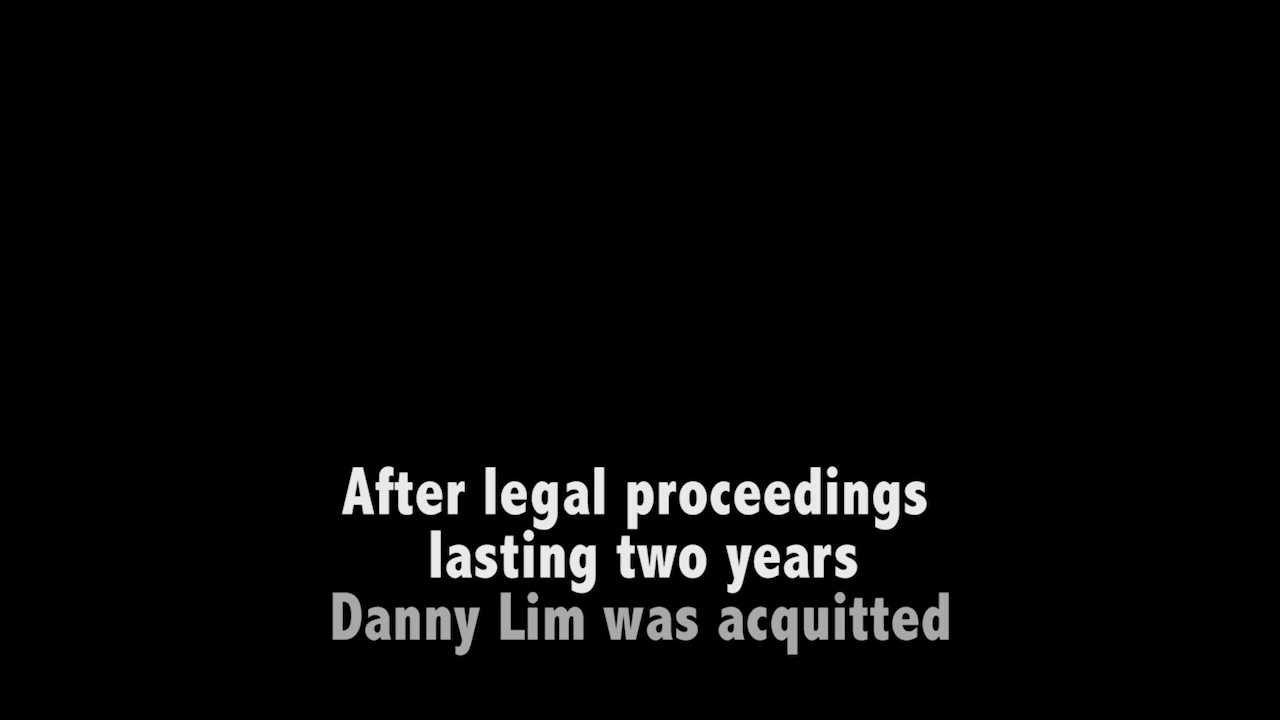 After legal proceedings
lasting two years
Danny Lim was acquitted